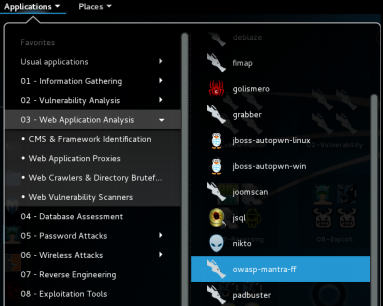 Applications Places
Favorites
Usual applications
01 - Information Gathering
02 - Vulnerability Analysis
03 - Web Application Analysis
• CMS & Framework Identification
• Web Application Proxies
• Web Crawlers & Directory Brutef...
• Web Vulnerability Scanners
04 - Database Assessment
05 - Password Attacks
06 - Wireless Attacks
07 - Reverse Engineering
08 - Exploitation Tools
deblaze
fimap
golismero
grabber
jboss-autopwn-linux
jboss-autopwn-win
joomscan
jsql
nikto
owasp-mantra-ff
padbuster